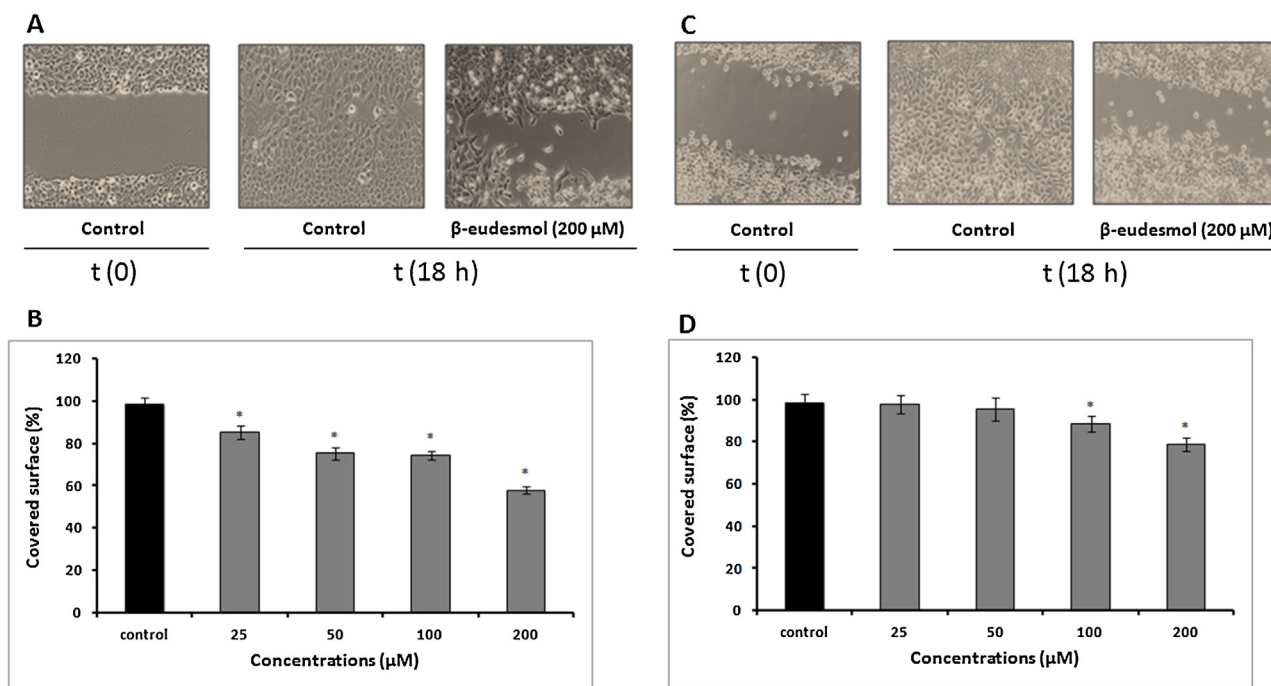 A
Control
Control
β-eudesmol (200 μM)
t (0)
t (18 h)
B
Covered surface (%)
120
100
80
60
40
20
0
*
*
*
*
control
25
50
100
200
Concentrations (μM)
C
Control
Control
β-eudesmol (200 μM)
t (0)
t (18 h)
D
Covered surface (%)
120
100
80
60
40
20
0
*
*
control
25
50
100
200
Concentrations (μM)